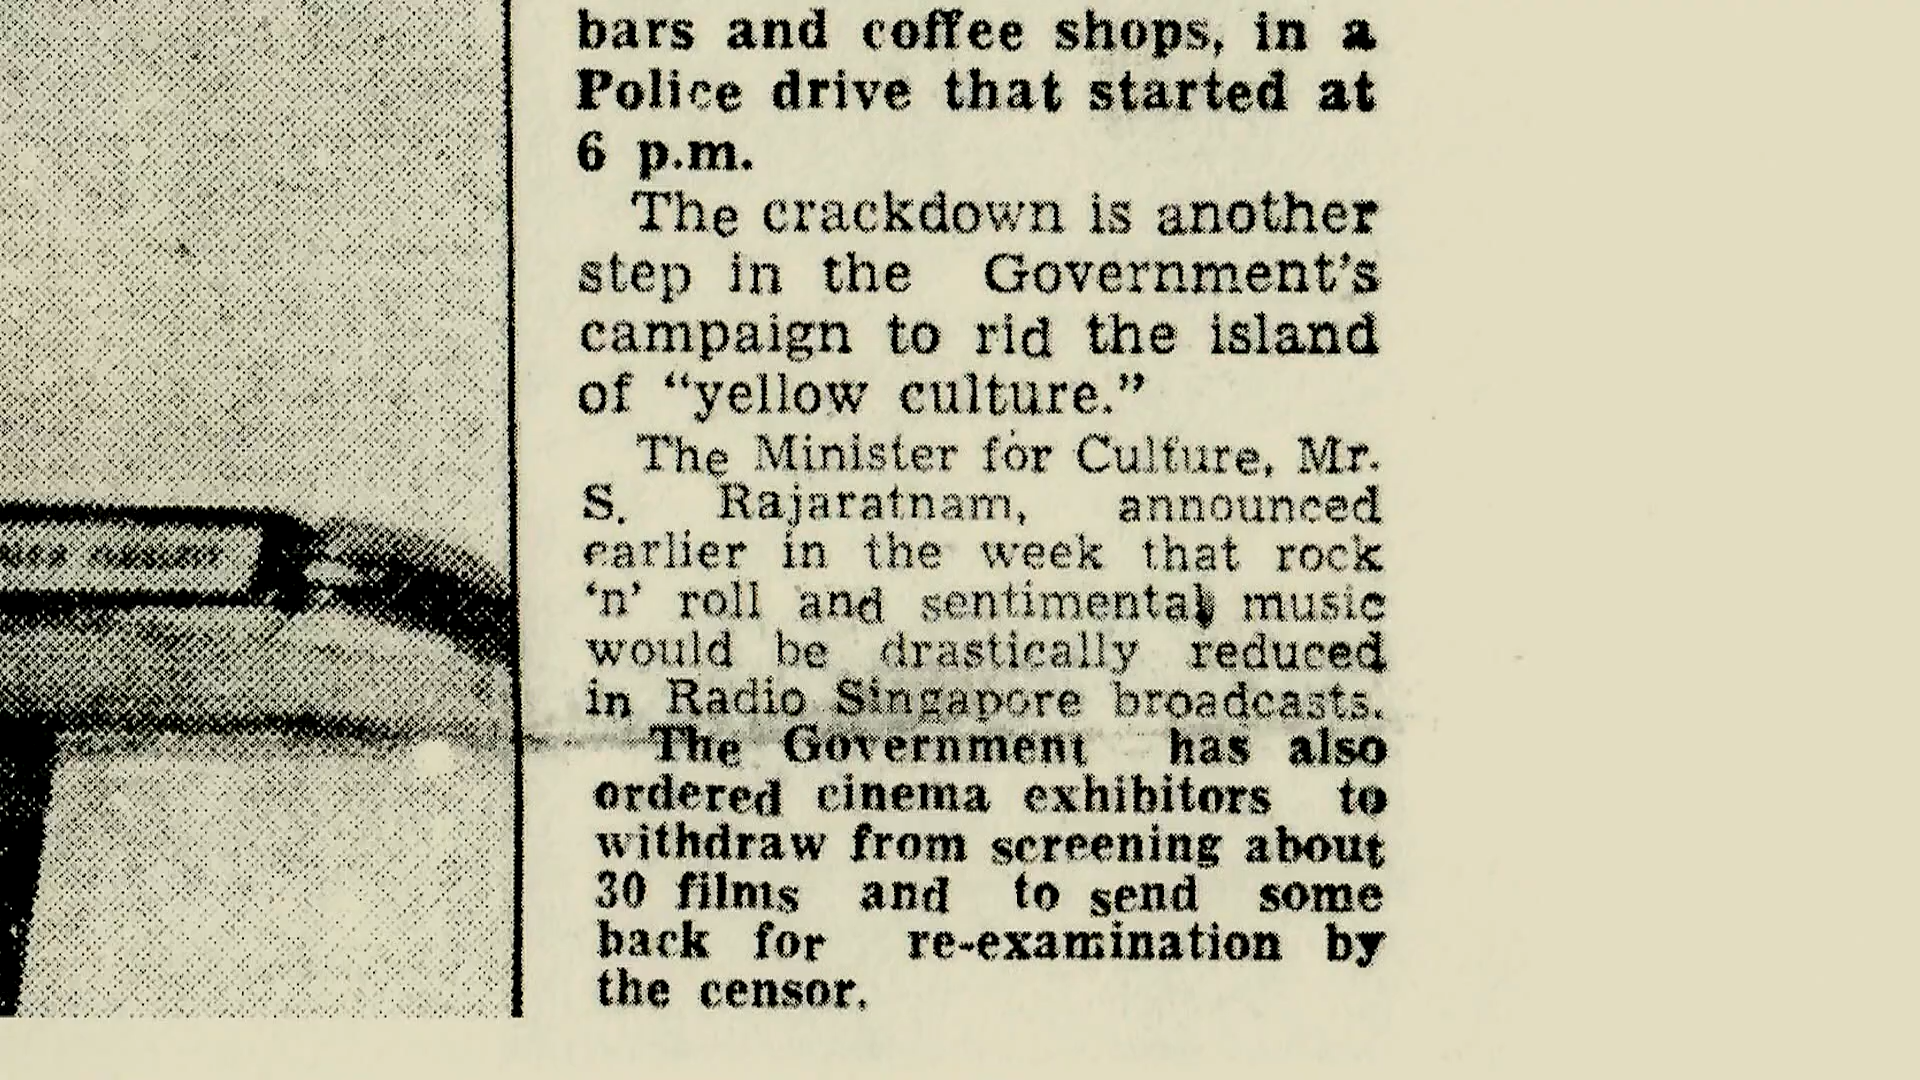 bars and coffee shops, in a
Police drive that started at
6 p.m.
The crackdown is another
step in the Government's
campaign to rid the island
of “yellow culture.”
The Minister for Culture, Mr.
S. Rajaratnam, announced
earlier in the week that rock
‘n’ roll and sentimental music
would be drastically reduced
in Radio Singapore broadcasts.
The Government has also
ordered cinema exhibitors to
withdraw from screening about
30 films and to send some
back for re-examination by
the censor.